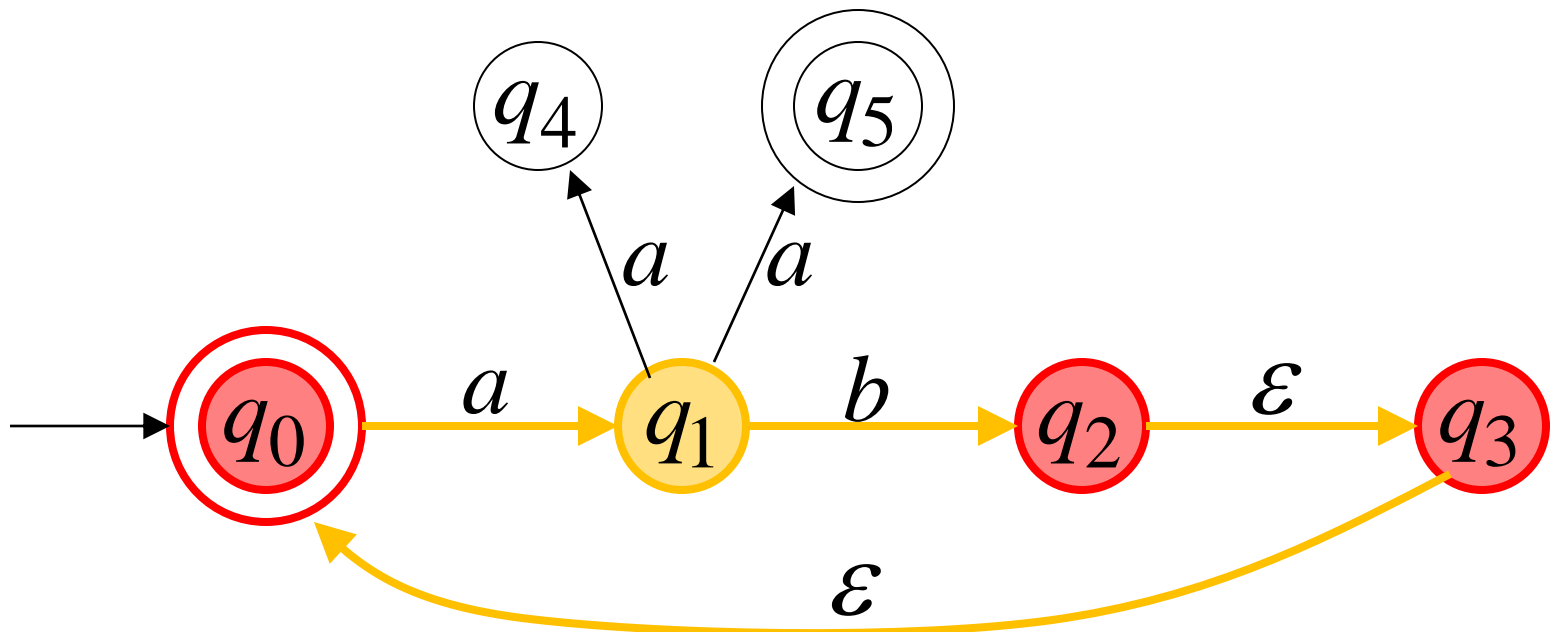 q₄ q₅
a a
q₀ a q₁ b q₂ ε q₃
ε